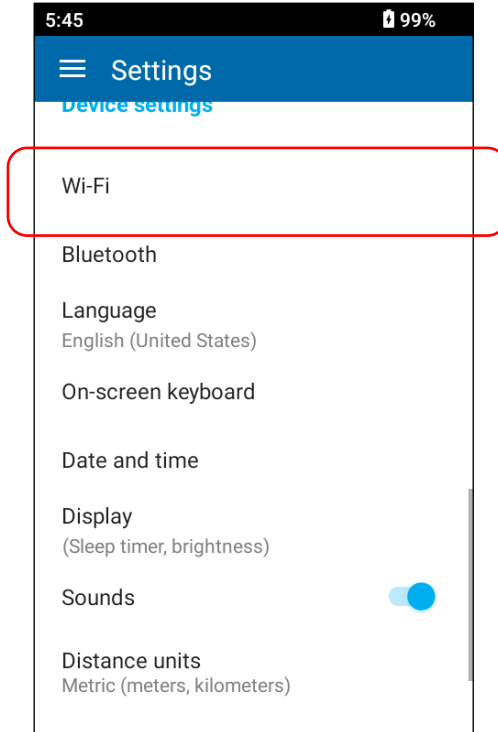 5:45 99%
Settings
Device settings
Wi-Fi
Bluetooth
Language
English (United States)
On-screen keyboard
Date and time
Display
(Sleep timer, brightness)
Sounds
Distance units
Metric (meters, kilometers)